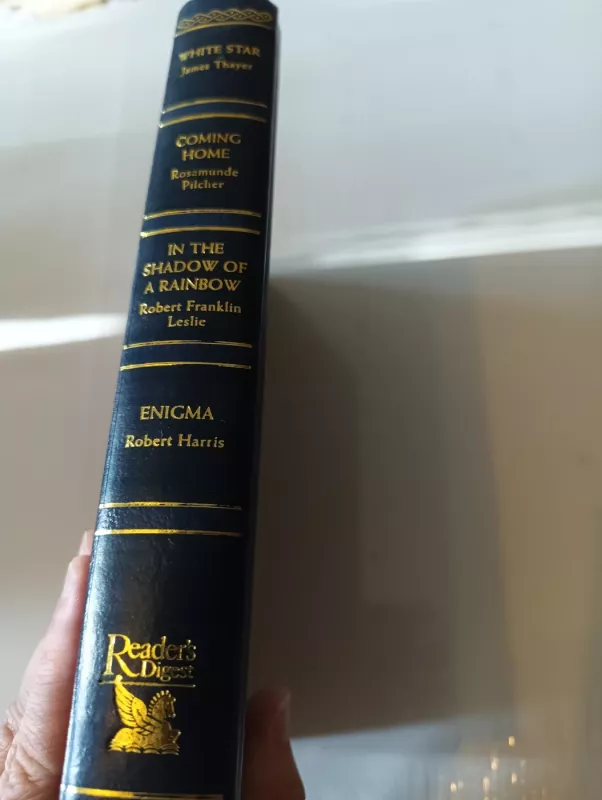 WHITE STAR
James Thayer
COMING
HOME
Rosamunde
Pilcher
IN THE
SHADOW OF
A RAINBOW
Robert Franklin
Leslie
ENIGMA
Robert Harris
Reader's
Digest